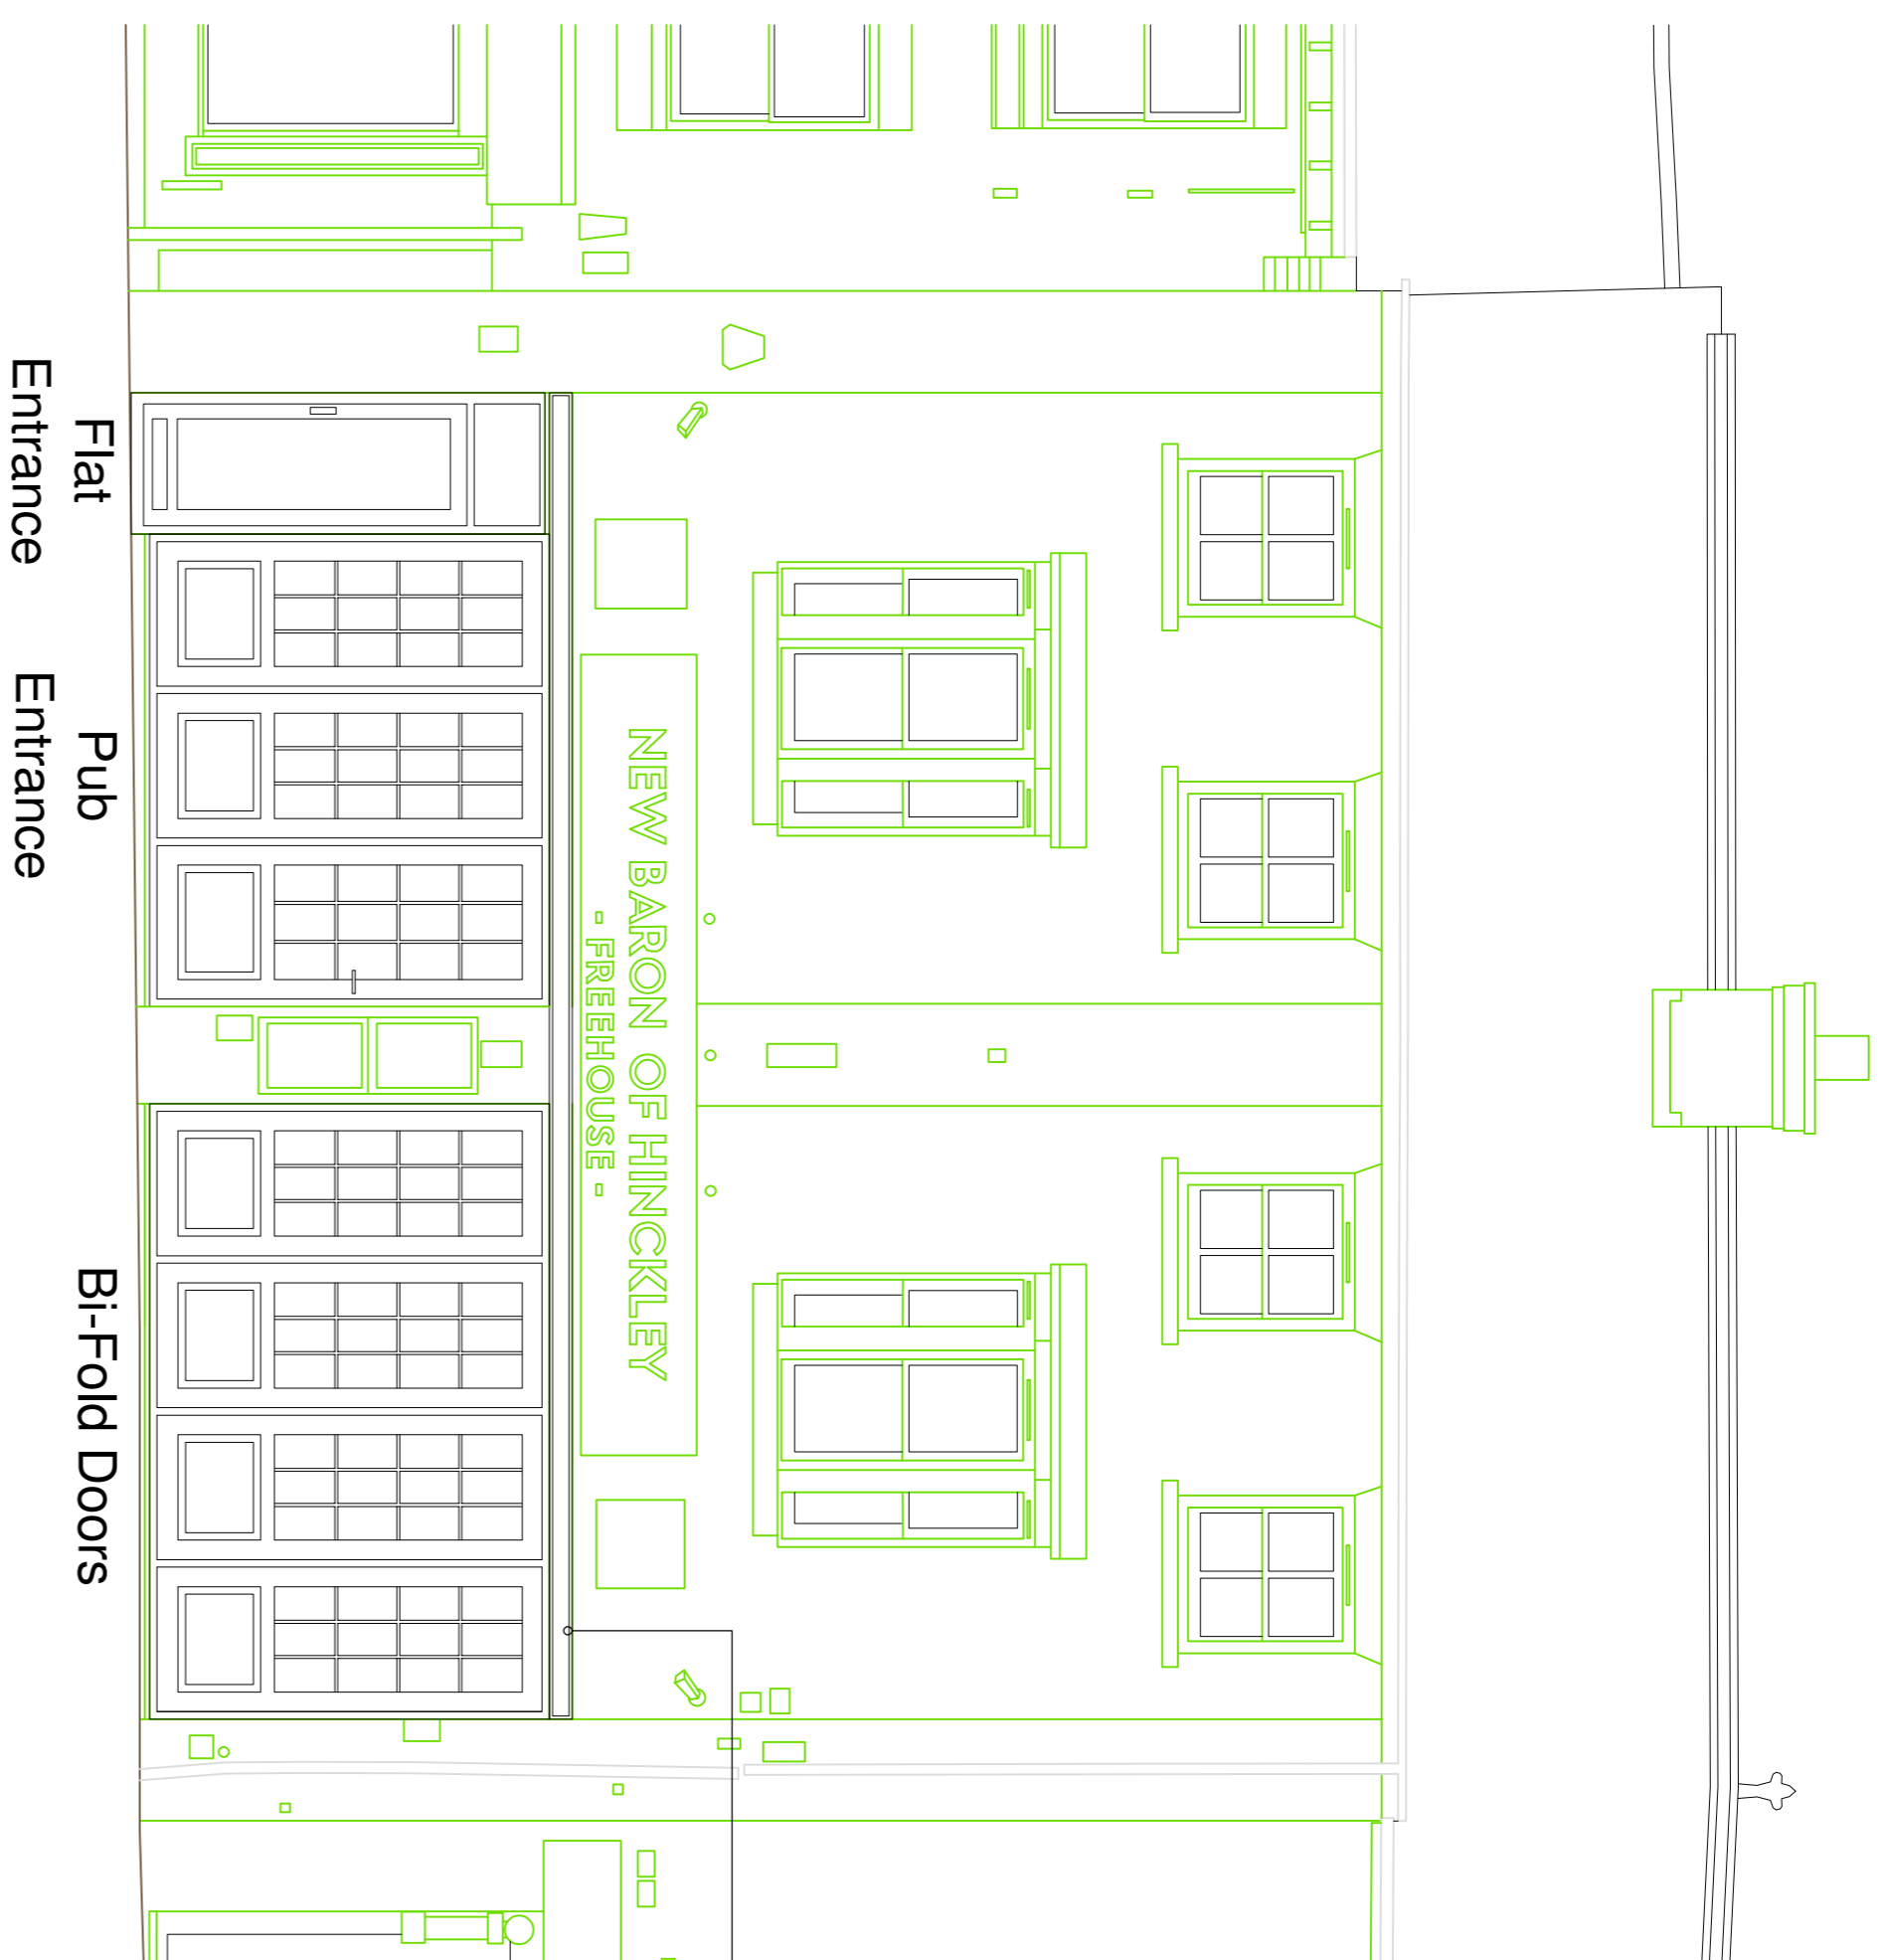 NEW BARON OF HINCKLEY
- FREEHOUSE -
Flat
Entrance
Pub
Entrance
Bi-Fold Doors